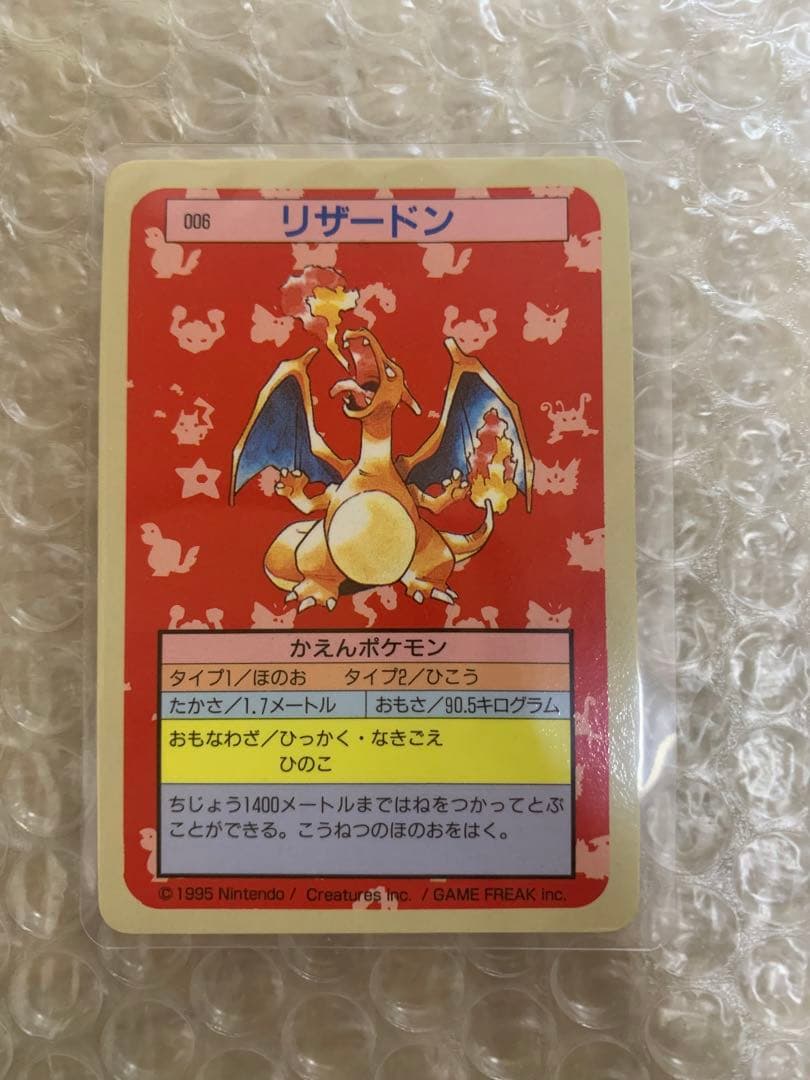 006 リザードン
かえんポケモン
タイプ1／ほのお タイプ2／ひこう
たかさ／1.7メートル おもさ／90.5キログラム
おもなわざ／ひっかく・なきごえ
ひのこ
ちじょう1400メートルまではねをつかってとぶ
ことができる。こうねつのほのおをはく。
© 1995 Nintendo / Creatures inc. / GAME FREAK inc.